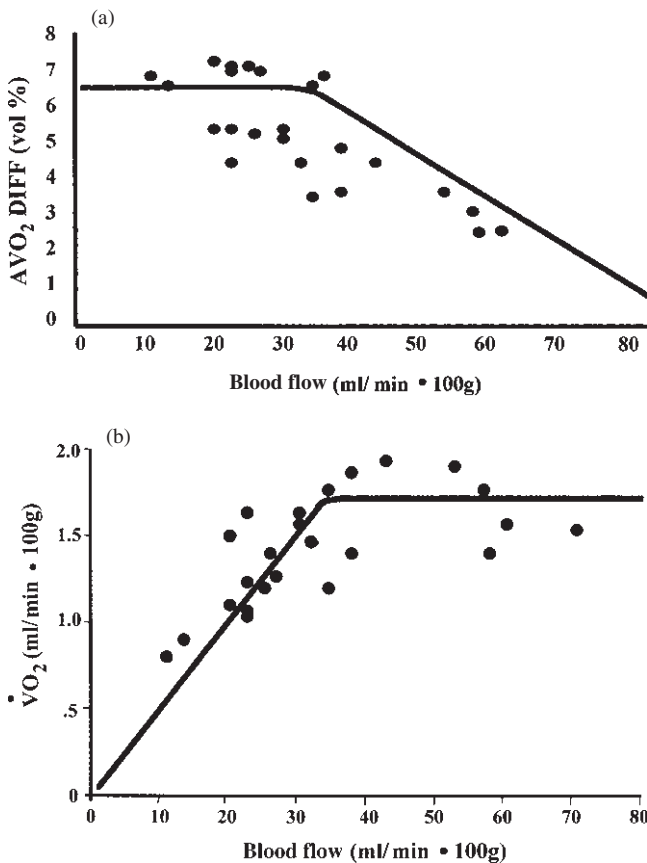 (a)
8
7
6
5
4
3
2
1
0
AVO₂ DIFF (vol %)
0 10 20 30 40 50 60 70 80
Blood flow (ml/ min • 100g)
(b)
2.0
1.5
1.0
.5
0
V̇O₂ (ml/min • 100g)
0 10 20 30 40 50 60 70 80
Blood flow (ml/min • 100g)